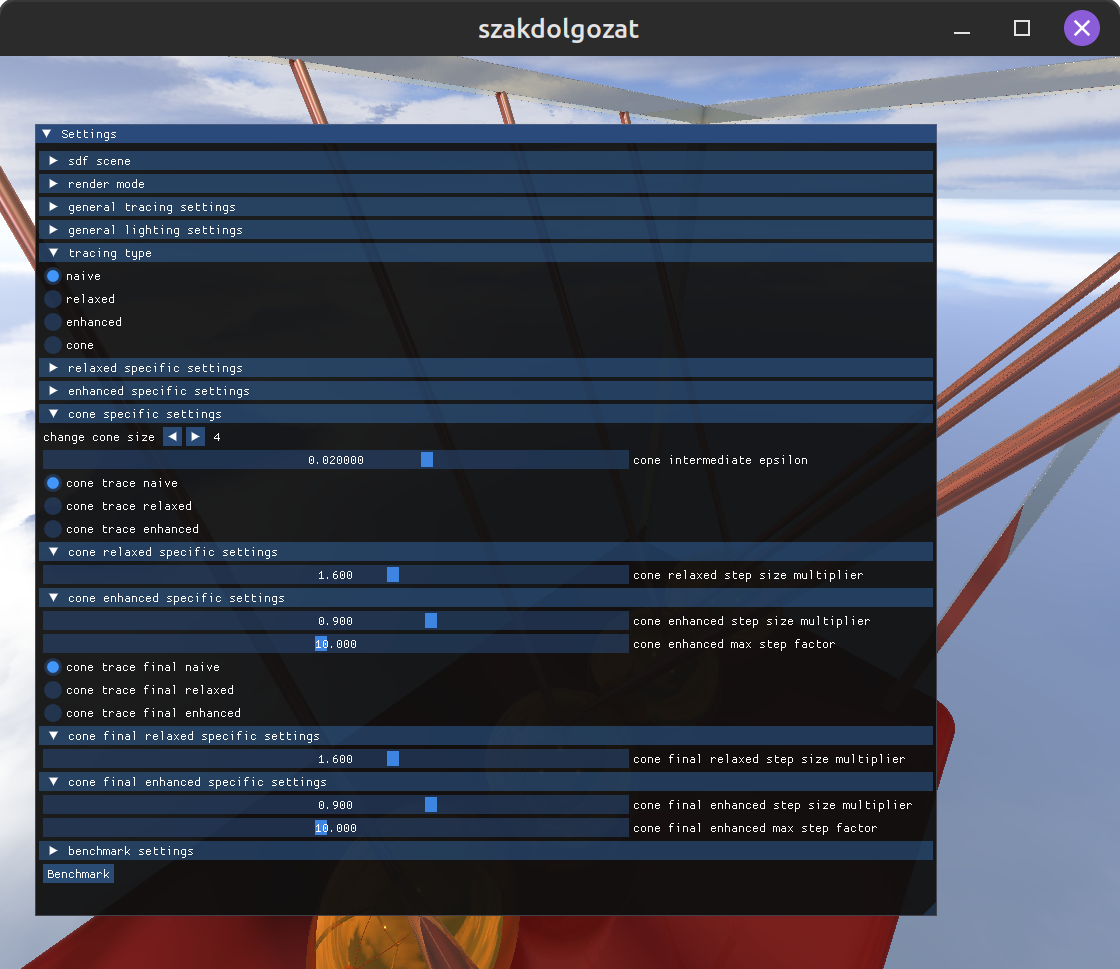 szakdolgozat
Settings
sdf scene
render mode
general tracing settings
general lighting settings
tracing type
naive
relaxed
enhanced
cone
relaxed specific settings
enhanced specific settings
cone specific settings
change cone size 4
0.020000 cone intermediate epsilon
cone trace naive
cone trace relaxed
cone trace enhanced
cone relaxed specific settings
1.600 cone relaxed step size multiplier
cone enhanced specific settings
0.900 cone enhanced step size multiplier
10.000 cone enhanced max step factor
cone trace final naive
cone trace final relaxed
cone trace final enhanced
cone final relaxed specific settings
1.600 cone final relaxed step size multiplier
cone final enhanced specific settings
0.900 cone final enhanced step size multiplier
10.000 cone final enhanced max step factor
benchmark settings
Benchmark